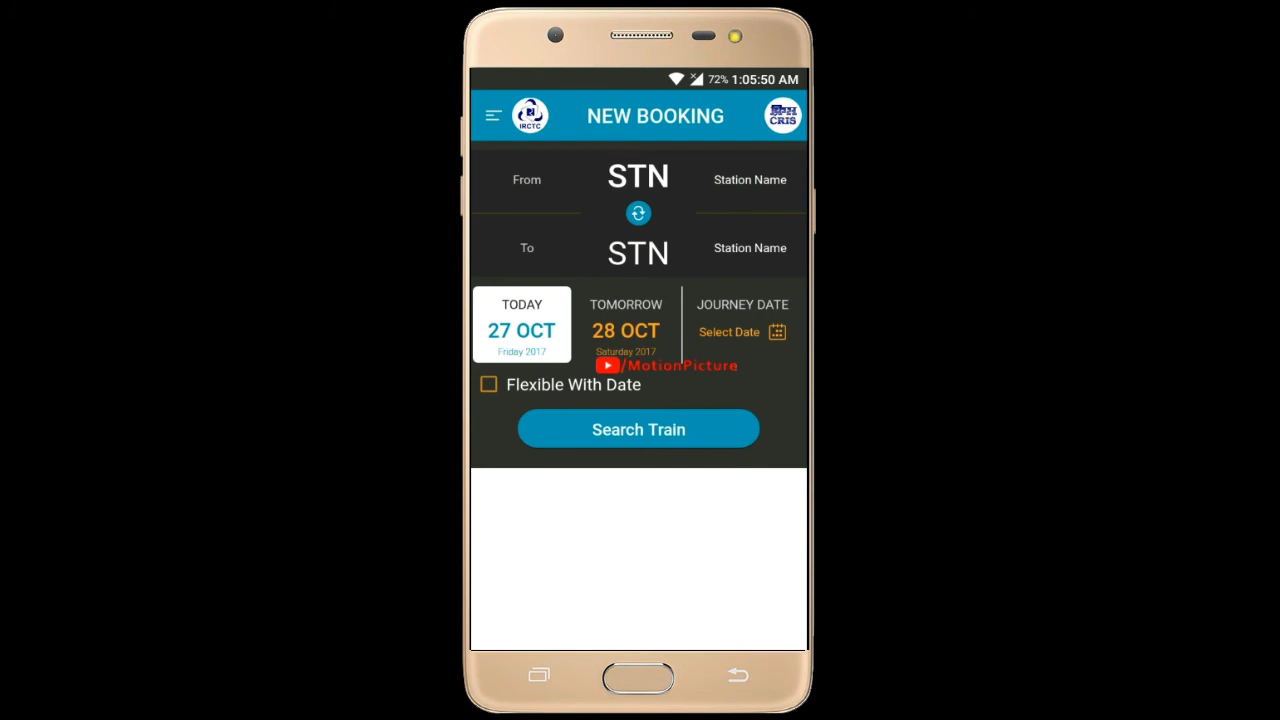 72% 1:05:50 AM
IRCTC
NEW BOOKING
क्रिस
CRIS
From
STN
Station Name
To
STN
Station Name
TODAY
TOMORROW
JOURNEY DATE
27 OCT
28 OCT
Select Date
Friday 2017
Saturday 2017
/MotionPicture
Flexible With Date
Search Train